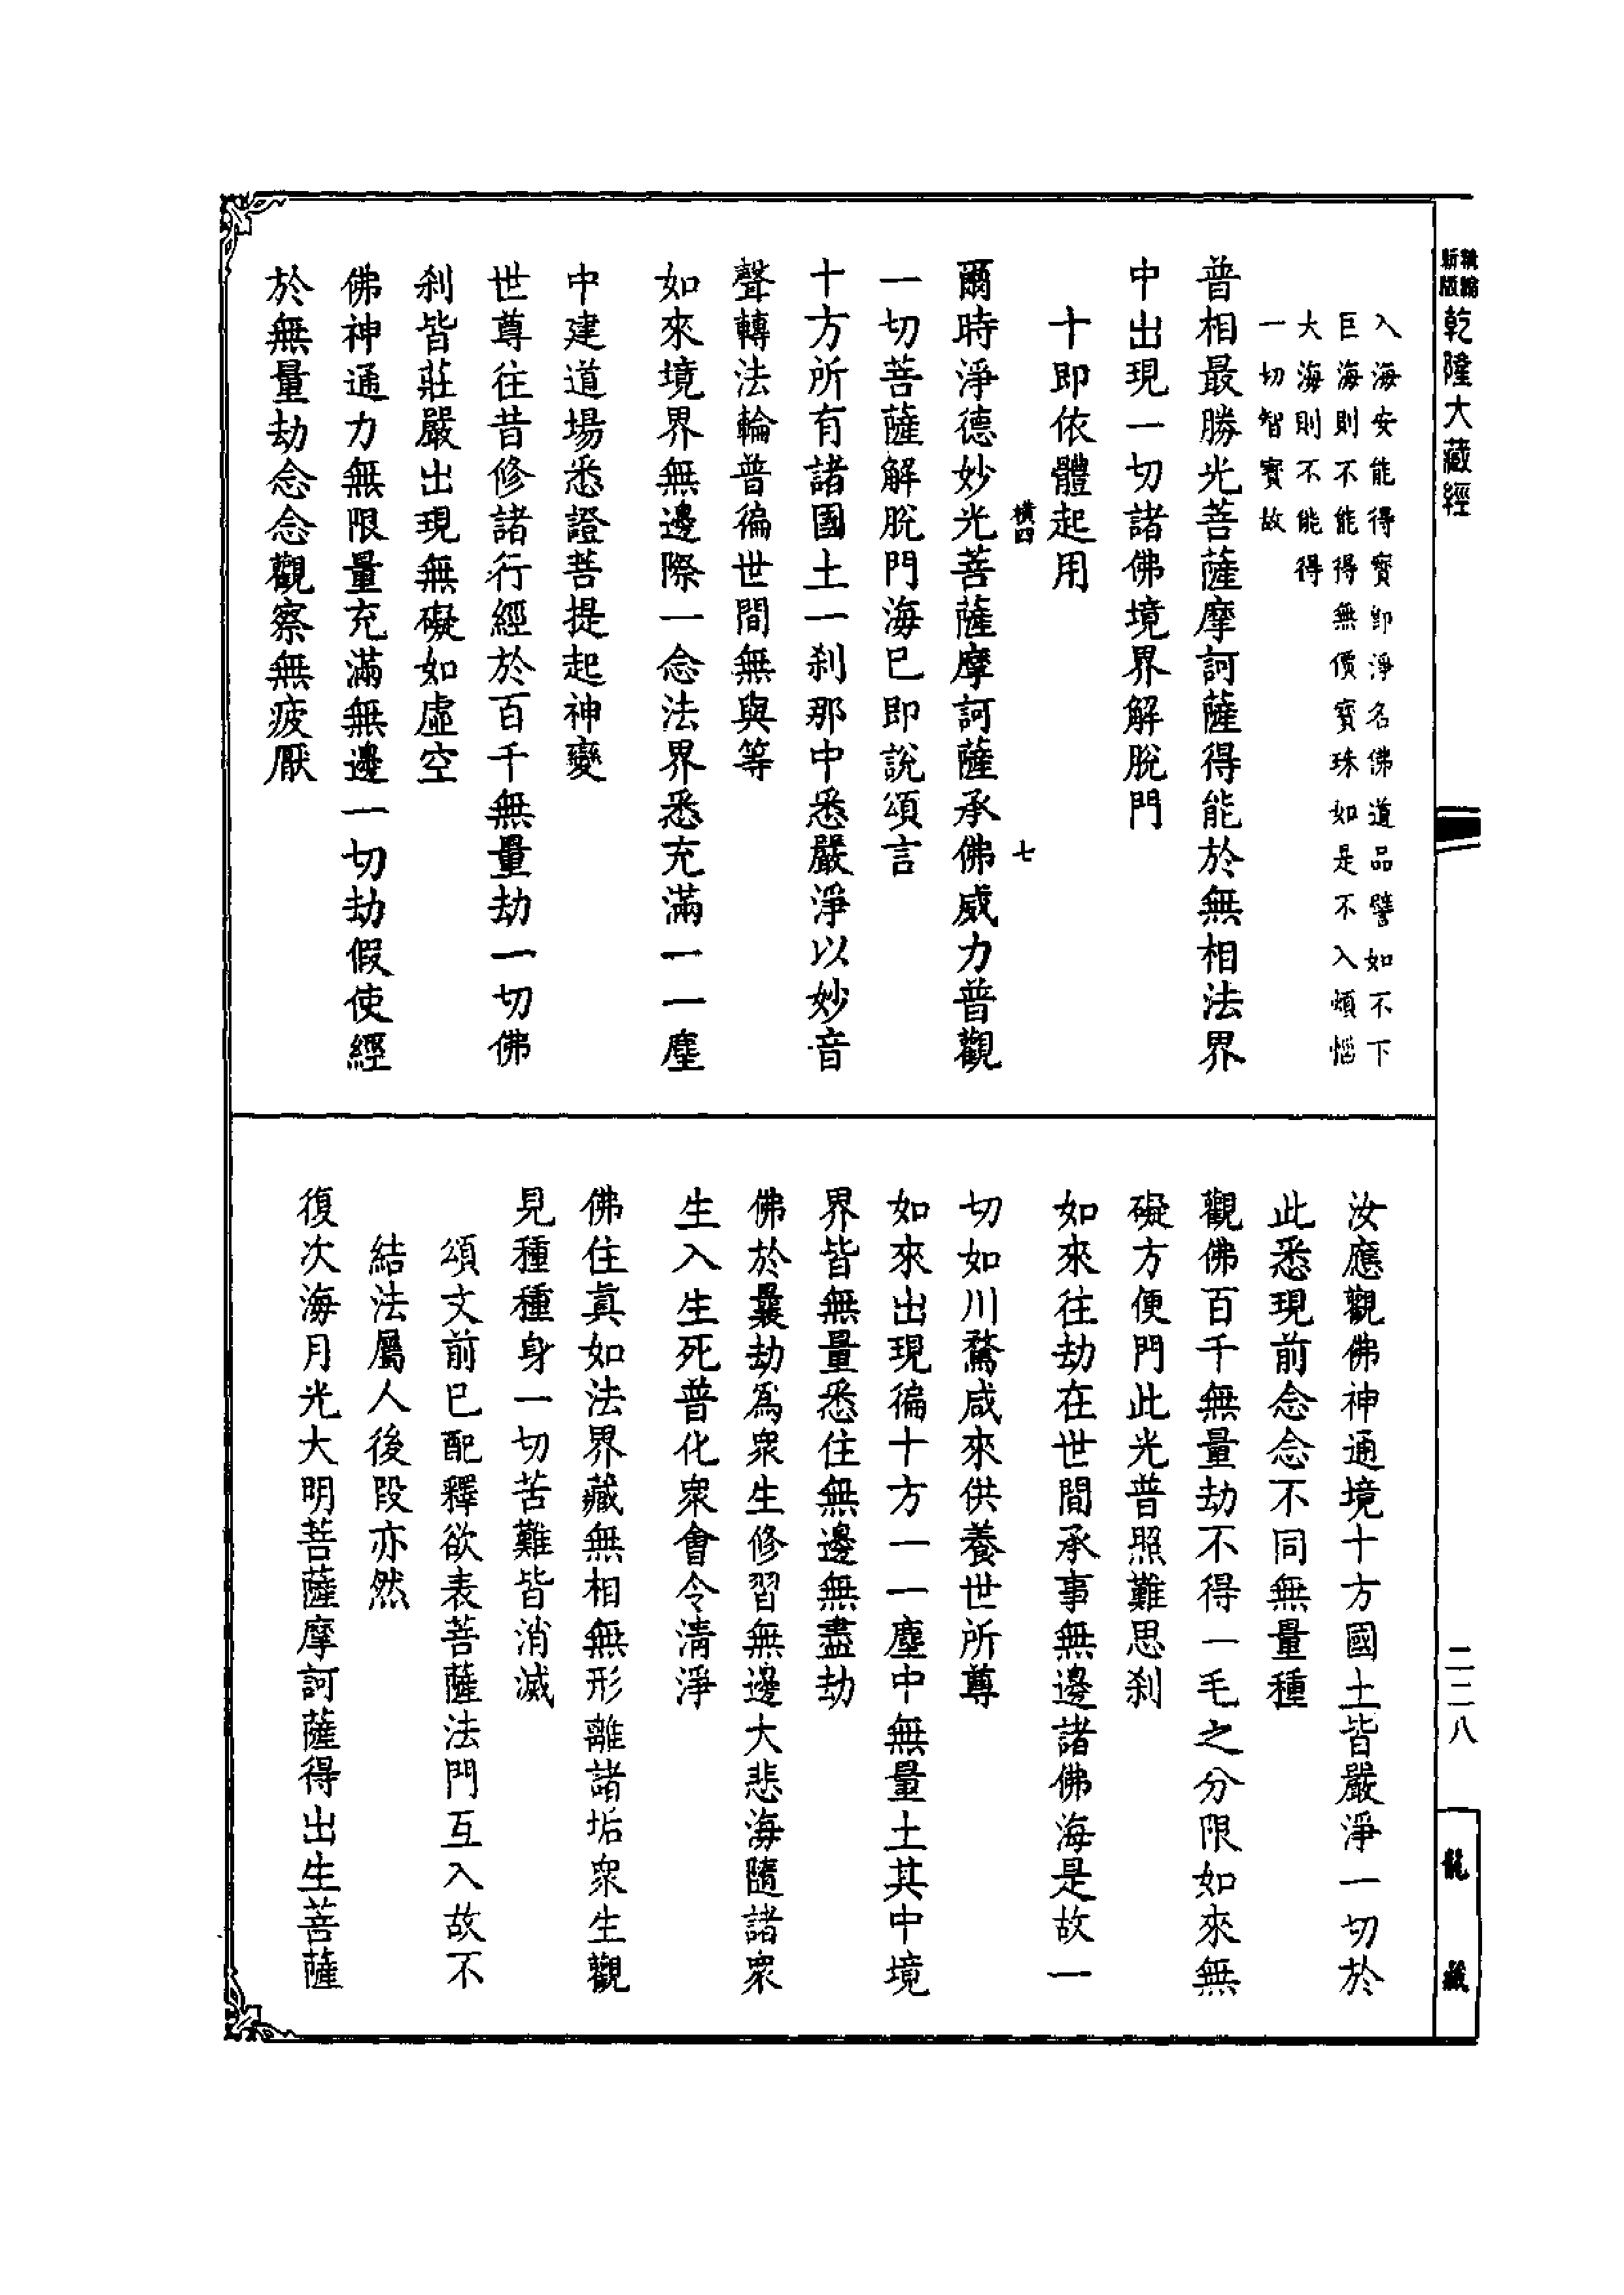 新編
縮版
乾隆大藏經
入海安能得寶即淨名佛道品譬如不下
巨海則不能得無價寶珠如是不入煩惱
大海則不能得
一切智寶故
普相最勝光菩薩摩訶薩得能於無相法界
中出現一切諸佛境界解脫門
十即依體起用
橫四
七
爾時淨德妙光菩薩摩訶薩承佛威力普觀
一切菩薩解脫門海已即說頌言
十方所有諸國土一剎那中悉嚴淨以妙音
聲轉法輪普徧世間無與等
如來境界無邊際一念法界悉充滿一一塵
中建道場悉證菩提起神變
世尊往昔修諸行經於百千無量劫一切佛
剎皆莊嚴出現無礙如虛空
佛神通力無限量充滿無邊一切劫假使經
於無量劫念念觀察無疲厭
汝應觀佛神通境十方國土皆嚴淨一切於
此悉現前念念不同無量種
觀佛百千無量劫不得一毛之分限如來無
礙方便門此光普照難思剎
如來往劫在世間承事無邊諸佛海是故一
切如川鶩咸來供養世所尊
如來出現徧十方一一塵中無量土其中境
界皆無量悉住無邊無盡劫
佛於曩劫為眾生修習無邊大悲海隨諸眾
生入生死普化眾會令清淨
佛住真如法界藏無相無形離諸垢眾生觀
見種種身一切苦難皆消滅
頌文前已配釋欲表菩薩法門互入故不
結法屬人後段亦然
復次海月光大明菩薩摩訶薩得出生菩薩
二二八
龍藏